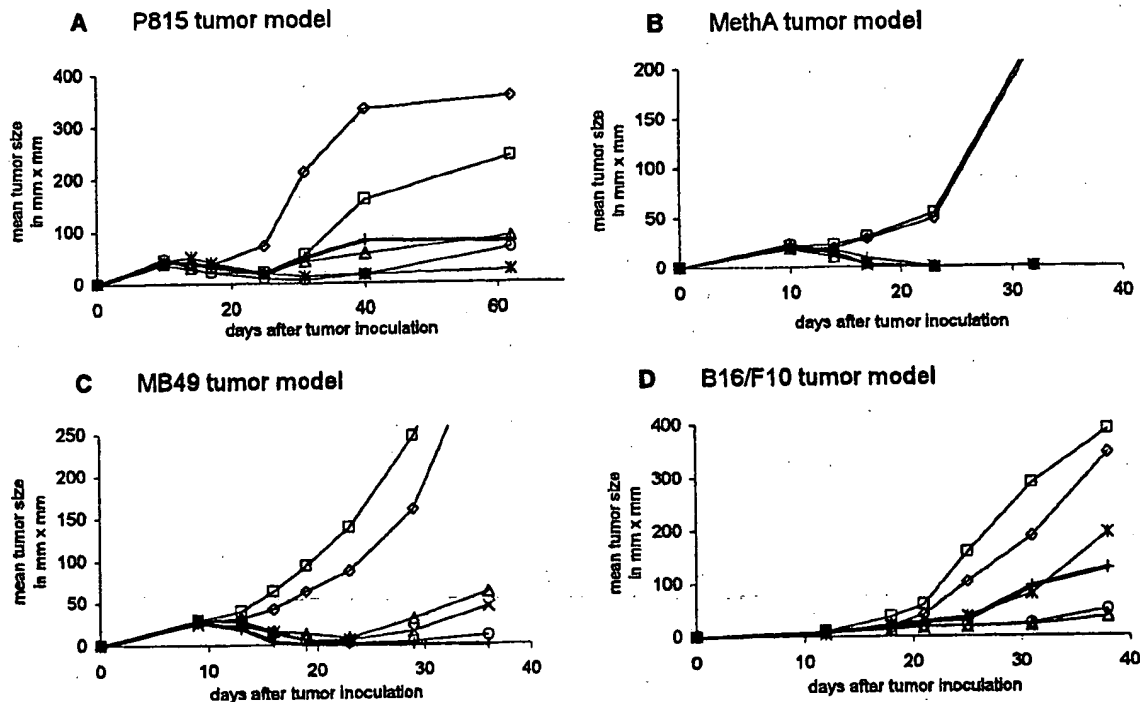 A P815 tumor model
mean tumor size
in mm x mm
400
300
200
100
0
0 20 40 60
days after tumor inoculation
B MethA tumor model
mean tumor size
in mm x mm
200
150
100
50
0
0 10 20 30 40
days after tumor inoculation
C MB49 tumor model
mean tumor size
in mm x mm
250
200
150
100
50
0
0 10 20 30 40
days after tumor inoculation
D B16/F10 tumor model
mean tumor size
in mm x mm
400
300
200
100
0
0 10 20 30 40
days after tumor inoculation